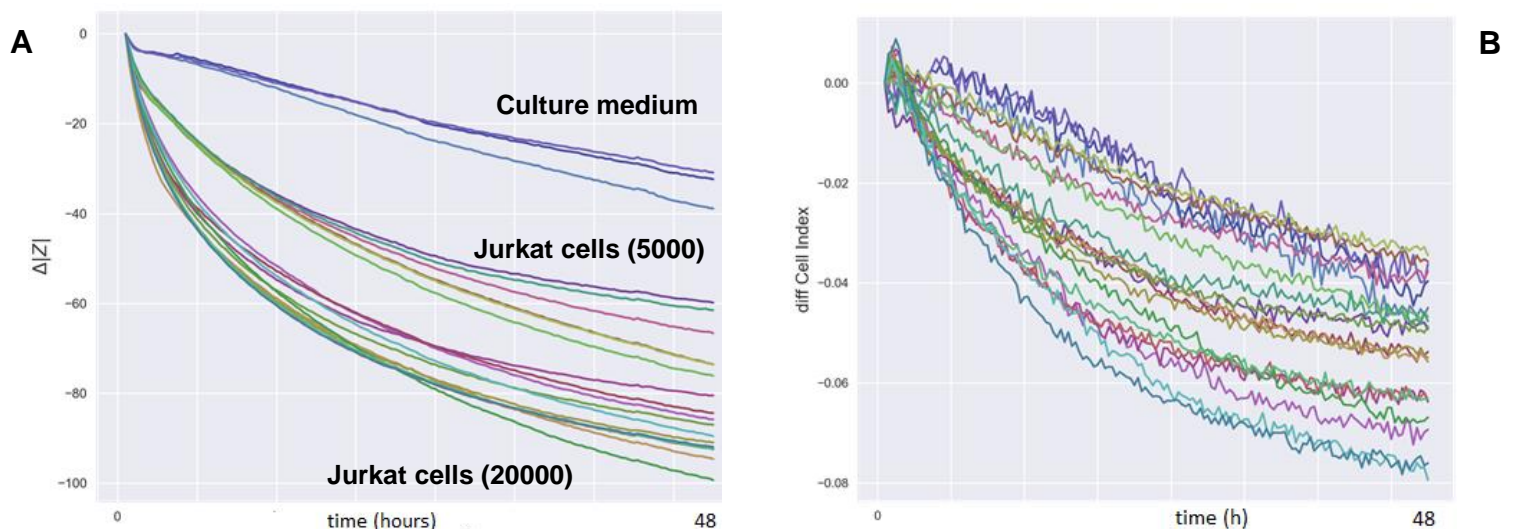 A
0
−20
−40
−60
−80
−100
Δ|Z|
Culture medium
Jurkat cells (5000)
Jurkat cells (20000)
0
time (hours)
48
B
0.00
−0.02
−0.04
−0.06
−0.08
diff Cell Index
0
time (h)
48